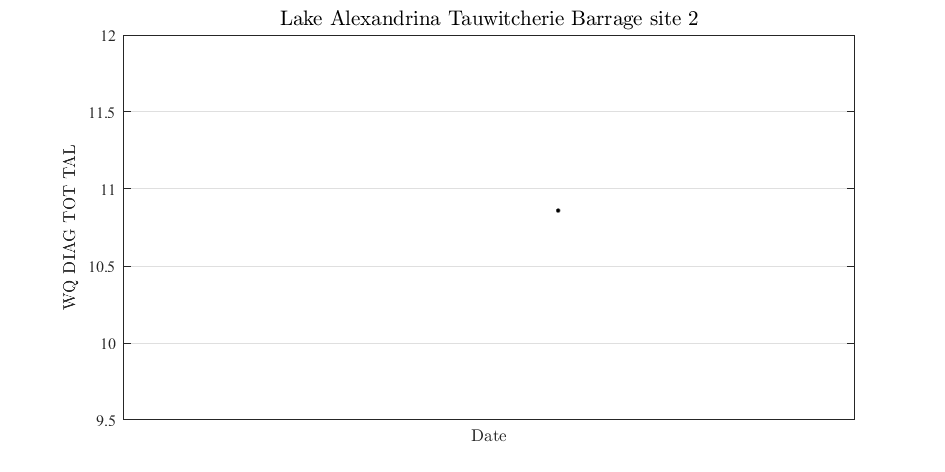 Lake Alexandrina Tauwitcherie Barrage site 2
12
11.5
11
10.5
10
9.5
WQ DIAG TOT TAL
Date